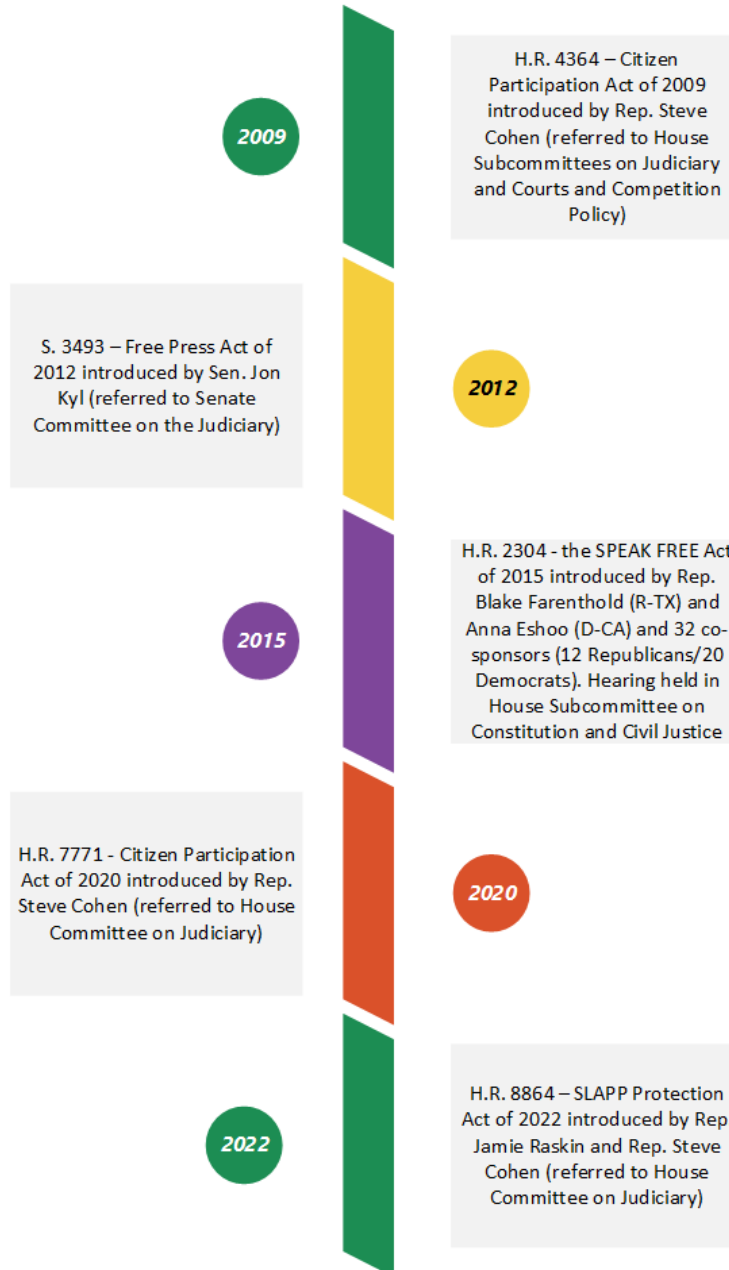 2009
H.R. 4364 – Citizen
Participation Act of 2009
introduced by Rep. Steve
Cohen (referred to House
Subcommittees on Judiciary
and Courts and Competition
Policy)
S. 3493 – Free Press Act of
2012 introduced by Sen. Jon
Kyl (referred to Senate
Committee on the Judiciary)
2012
2015
H.R. 2304 - the SPEAK FREE Act
of 2015 introduced by Rep.
Blake Farenthold (R-TX) and
Anna Eshoo (D-CA) and 32 co-
sponsors (12 Republicans/20
Democrats). Hearing held in
House Subcommittee on
Constitution and Civil Justice
H.R. 7771 - Citizen Participation
Act of 2020 introduced by Rep.
Steve Cohen (referred to House
Committee on Judiciary)
2020
2022
H.R. 8864 – SLAPP Protection
Act of 2022 introduced by Rep
Jamie Raskin and Rep. Steve
Cohen (referred to House
Committee on Judiciary)